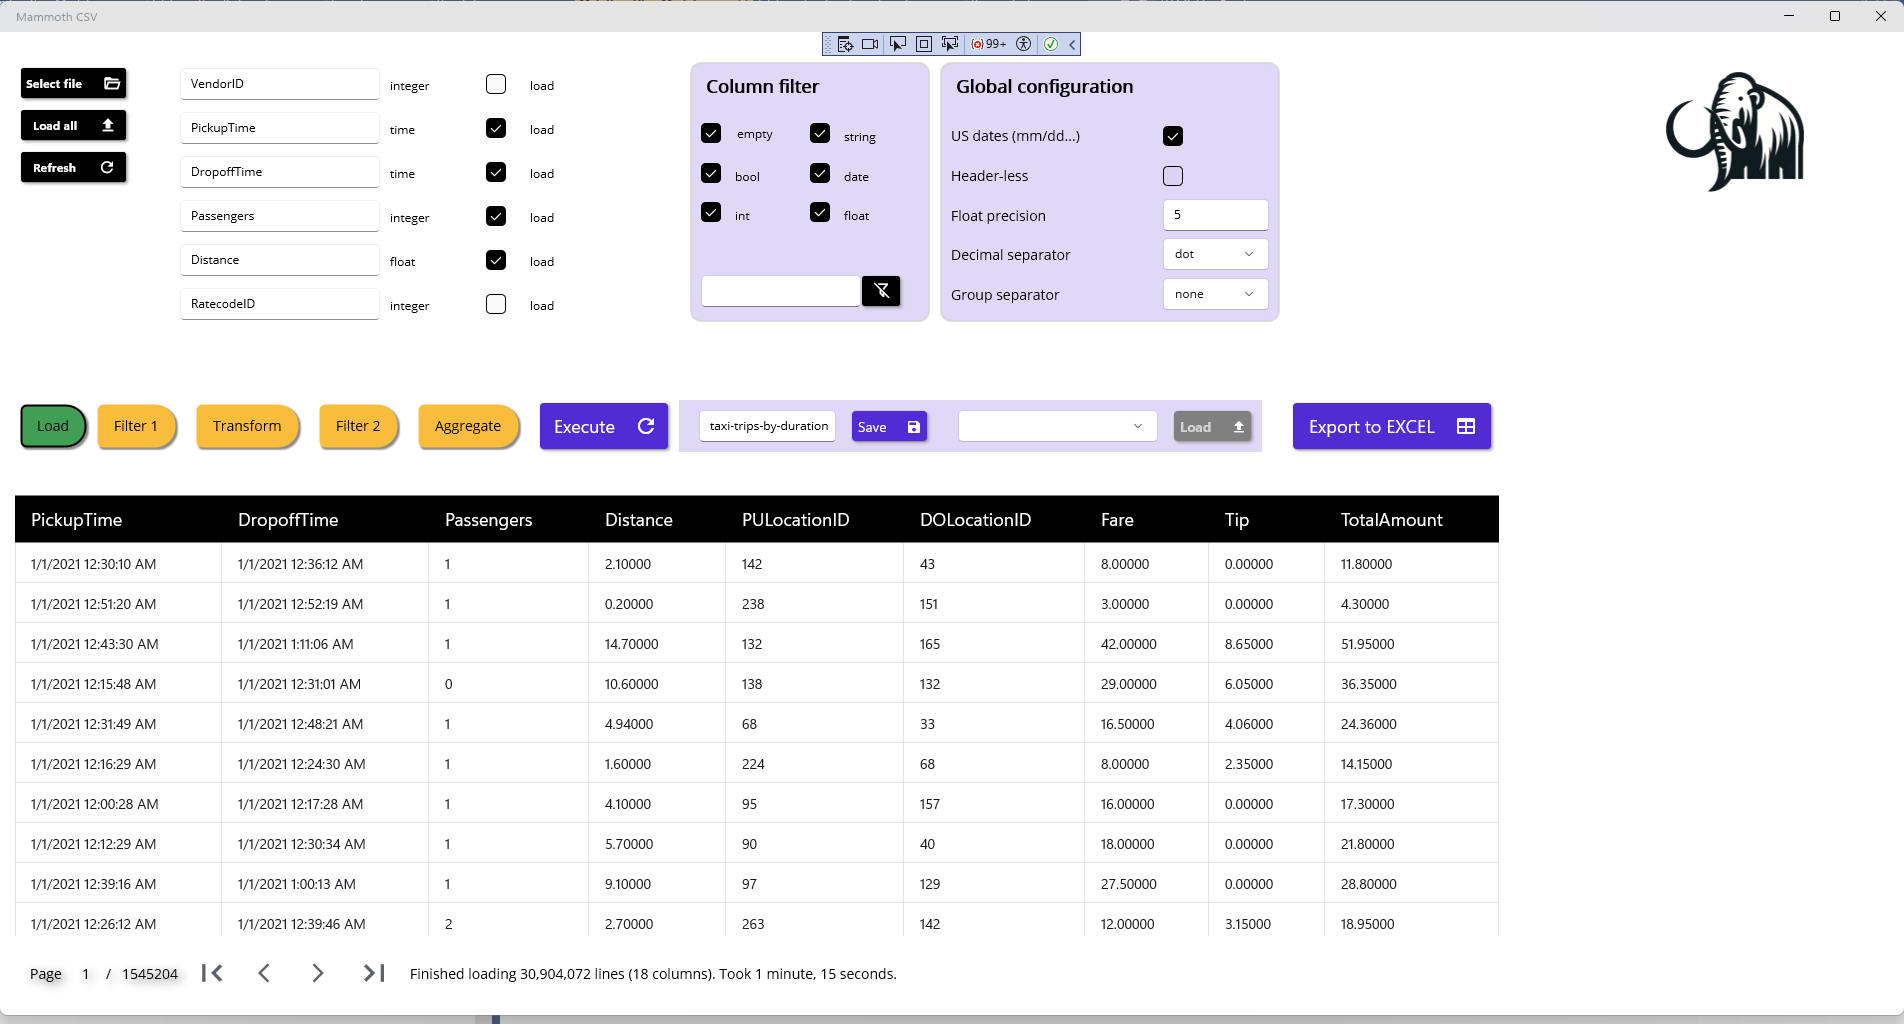 Mammoth CSV
99+
Select file
Load all
Refresh
VendorID integer load
PickupTime time load
DropoffTime time load
Passengers integer load
Distance float load
RatecodeID integer load
Column filter
empty string
bool date
int float
Global configuration
US dates (mm/dd...)
Header-less
Float precision 5
Decimal separator dot
Group separator none
Load Filter 1 Transform Filter 2 Aggregate Execute taxi-trips-by-duration Save Load Export to EXCEL
PickupTime DropoffTime Passengers Distance PULocationID DOLocationID Fare Tip TotalAmount
1/1/2021 12:30:10 AM 1/1/2021 12:36:12 AM 1 2.10000 142 43 8.00000 0.00000 11.80000
1/1/2021 12:51:20 AM 1/1/2021 12:52:19 AM 1 0.20000 238 151 3.00000 0.00000 4.30000
1/1/2021 12:43:30 AM 1/1/2021 1:11:06 AM 1 14.70000 132 165 42.00000 8.65000 51.95000
1/1/2021 12:15:48 AM 1/1/2021 12:31:01 AM 0 10.60000 138 132 29.00000 6.05000 36.35000
1/1/2021 12:31:49 AM 1/1/2021 12:48:21 AM 1 4.94000 68 33 16.50000 4.06000 24.36000
1/1/2021 12:16:29 AM 1/1/2021 12:24:30 AM 1 1.60000 224 68 8.00000 2.35000 14.15000
1/1/2021 12:00:28 AM 1/1/2021 12:17:28 AM 1 4.10000 95 157 16.00000 0.00000 17.30000
1/1/2021 12:12:29 AM 1/1/2021 12:30:34 AM 1 5.70000 90 40 18.00000 0.00000 21.80000
1/1/2021 12:39:16 AM 1/1/2021 1:00:13 AM 1 9.10000 97 129 27.50000 0.00000 28.80000
1/1/2021 12:26:12 AM 1/1/2021 12:39:46 AM 2 2.70000 263 142 12.00000 3.15000 18.95000
Page 1 / 1545204 Finished loading 30,904,072 lines (18 columns). Took 1 minute, 15 seconds.